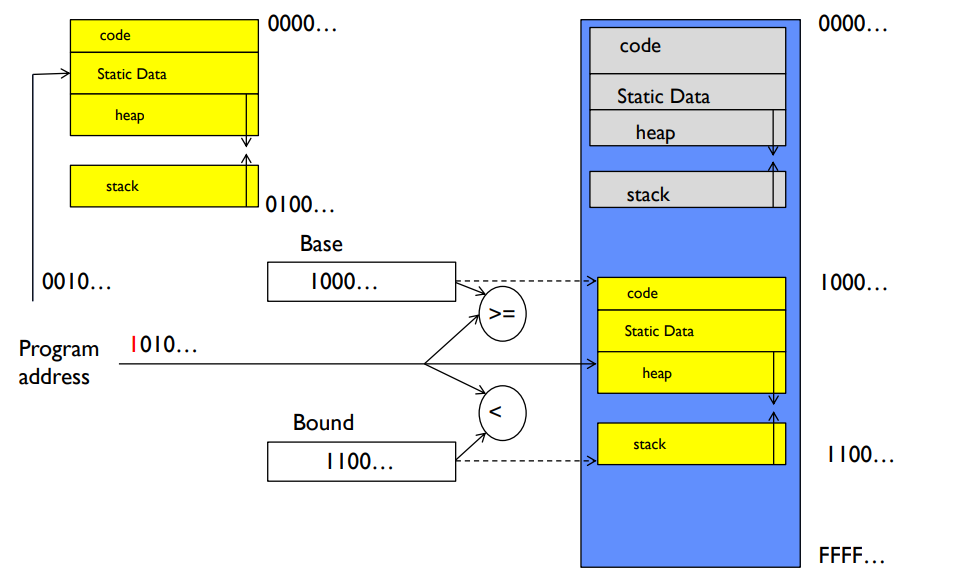 code
0000…
Static Data
heap
stack
0100…
0010…
Base
1000…
>=
Program
address
1010…
<
Bound
1100…
0000…
code
Static Data
heap
stack
1000…
code
Static Data
heap
stack
1100…
FFFF…